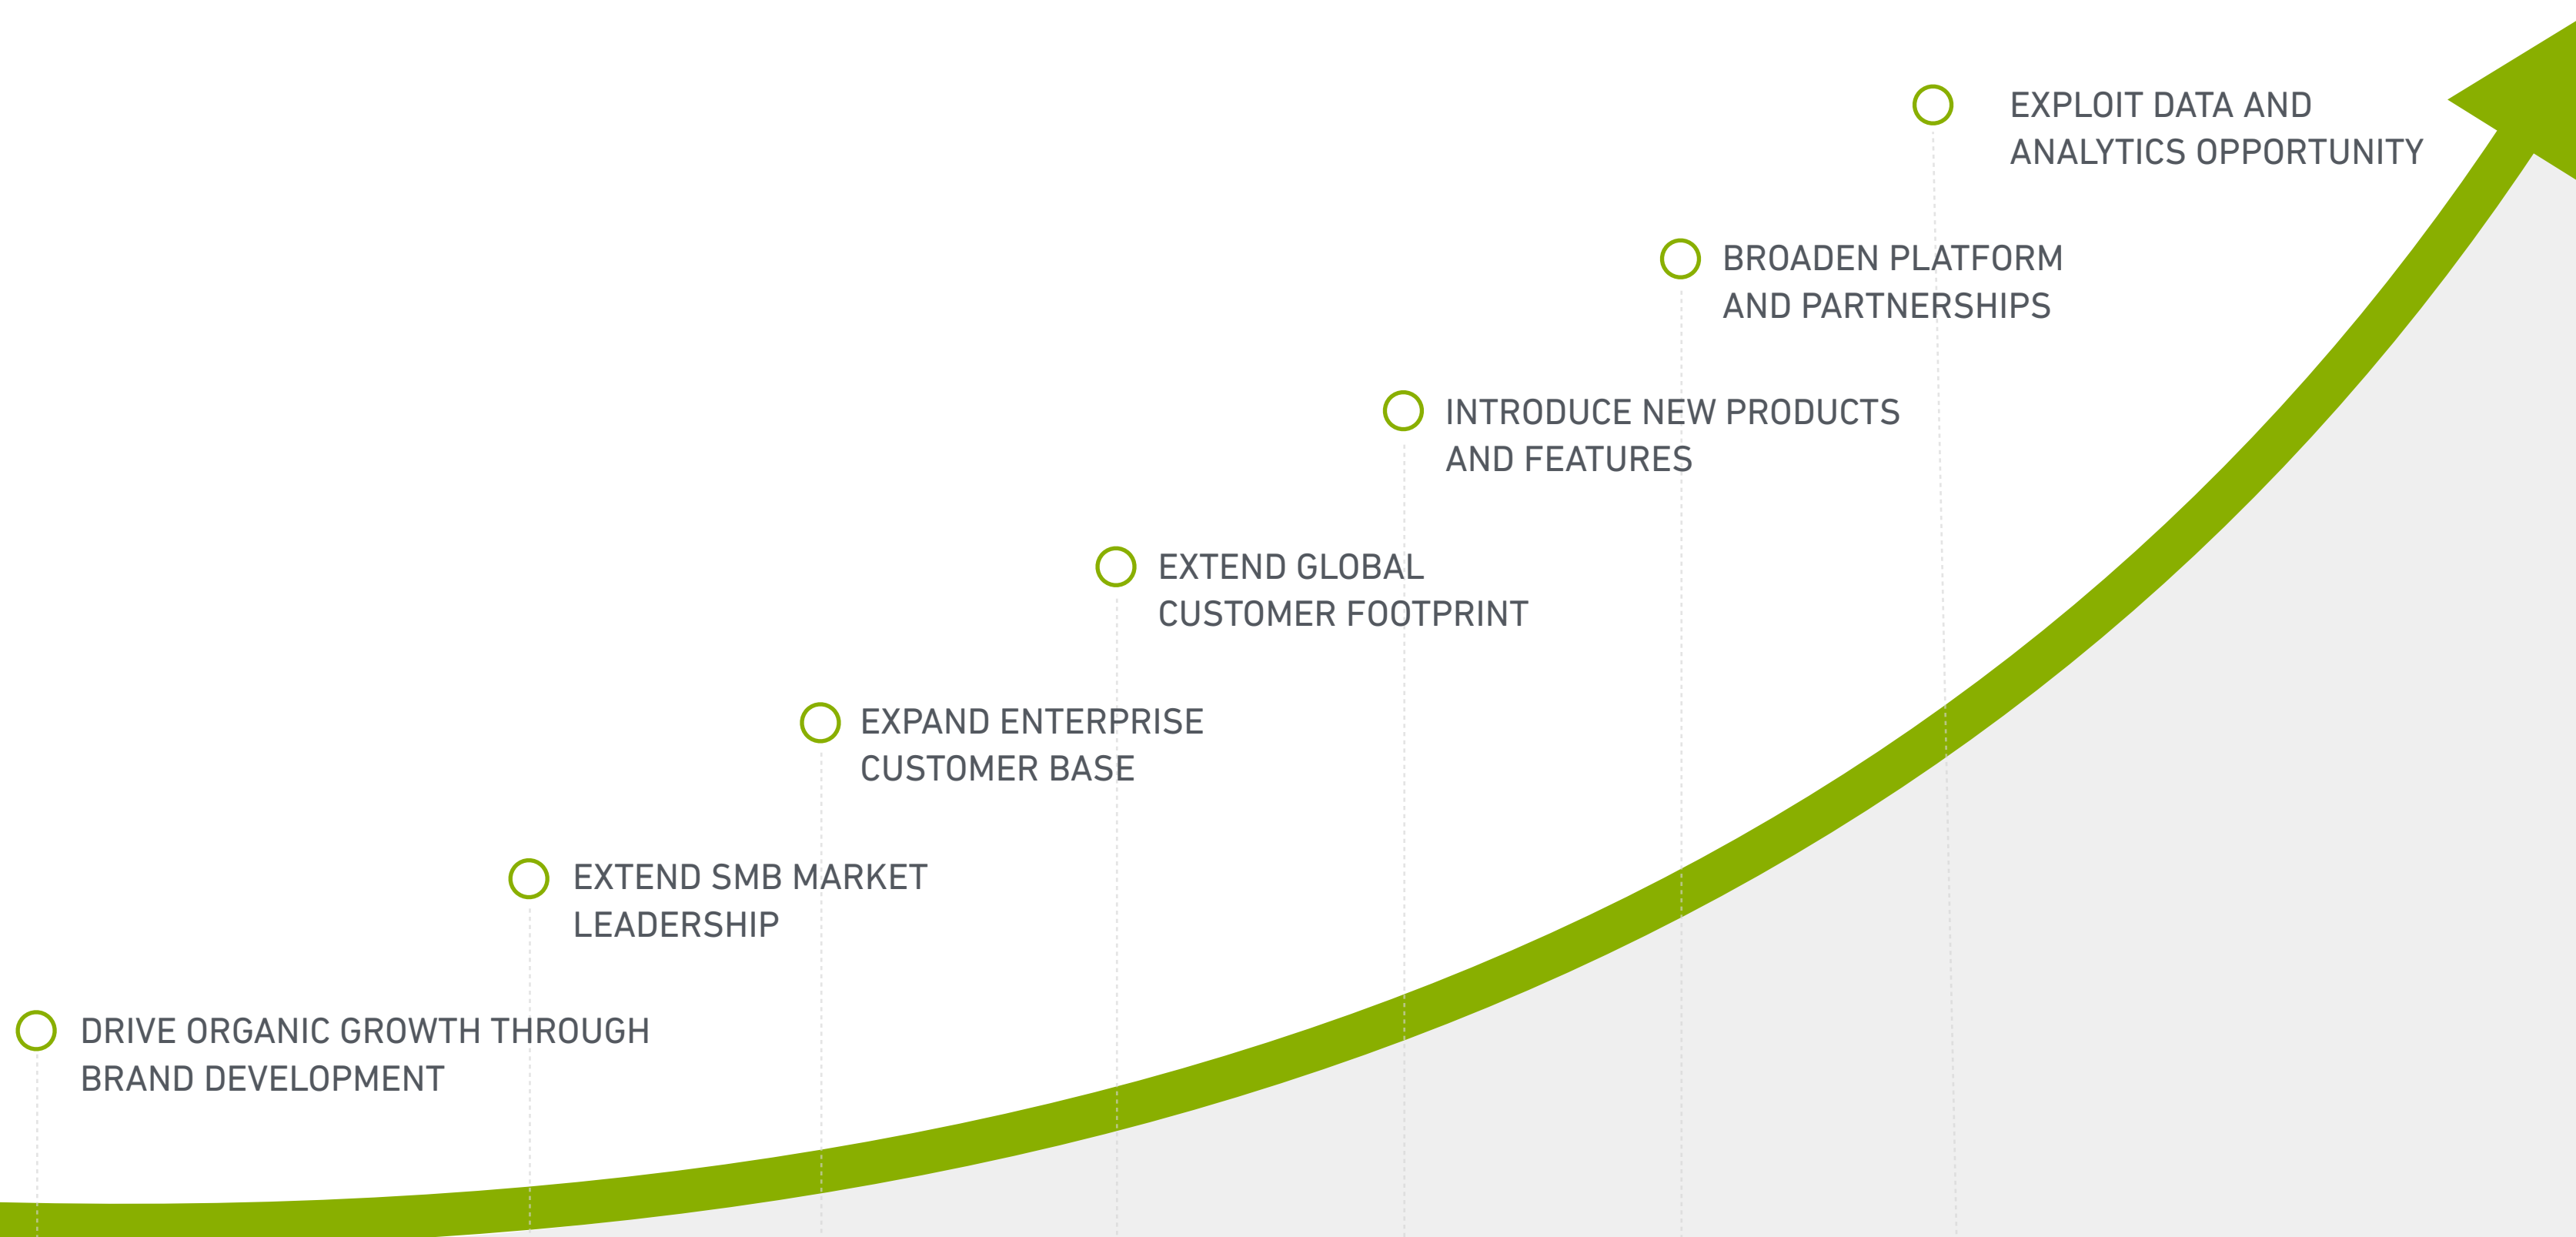 EXPLOIT DATA AND
ANALYTICS OPPORTUNITY
BROADEN PLATFORM
AND PARTNERSHIPS
INTRODUCE NEW PRODUCTS
AND FEATURES
EXTEND GLOBAL
CUSTOMER FOOTPRINT
EXPAND ENTERPRISE
CUSTOMER BASE
EXTEND SMB MARKET
LEADERSHIP
DRIVE ORGANIC GROWTH THROUGH
BRAND DEVELOPMENT